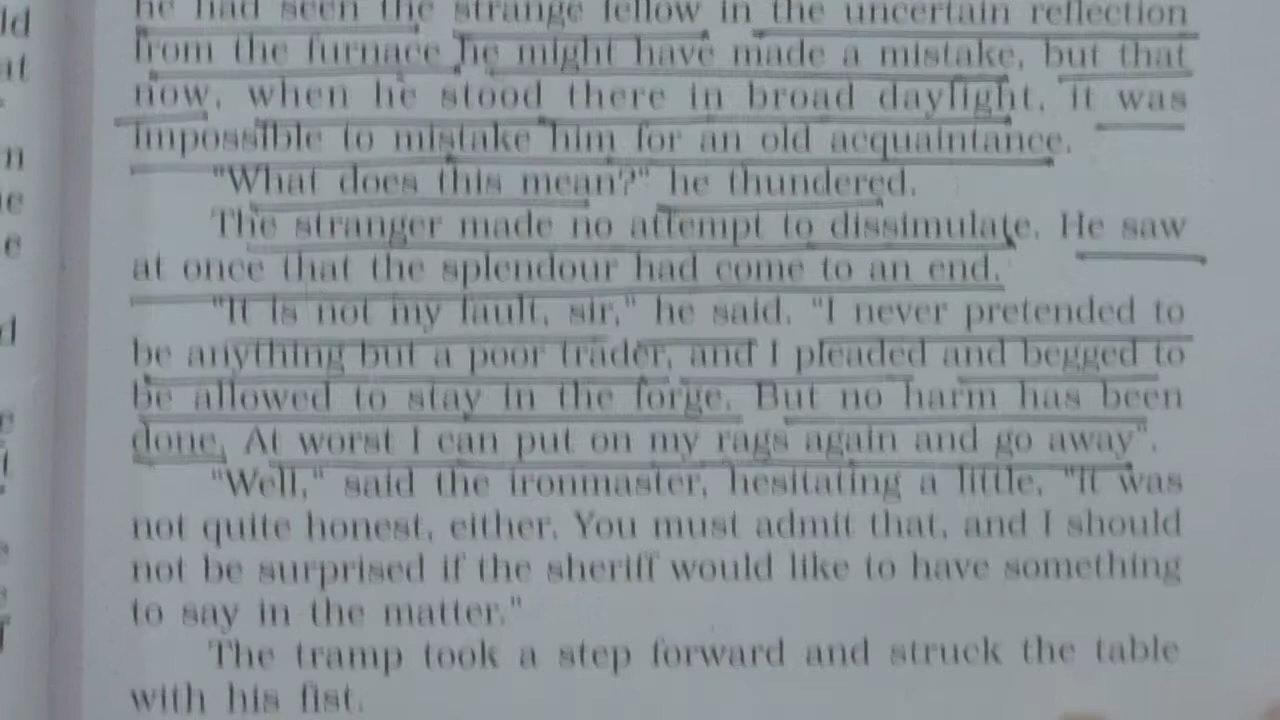 he had seen the strange fellow in the uncertain reflection
from the furnace he might have made a mistake, but that
now, when he stood there in broad daylight, it was
impossible to mistake him for an old acquaintance.
"What does this mean?" he thundered.
The stranger made no attempt to dissimulate. He saw
at once that the splendour had come to an end.
"It is not my fault, sir," he said. "I never pretended to
be anything but a poor trader, and I pleaded and begged to
be allowed to stay in the forge. But no harm has been
done. At worst I can put on my rags again and go away".
"Well," said the ironmaster, hesitating a little, "It was
not quite honest, either. You must admit that, and I should
not be surprised if the sheriff would like to have something
to say in the matter."
The tramp took a step forward and struck the table
with his fist.